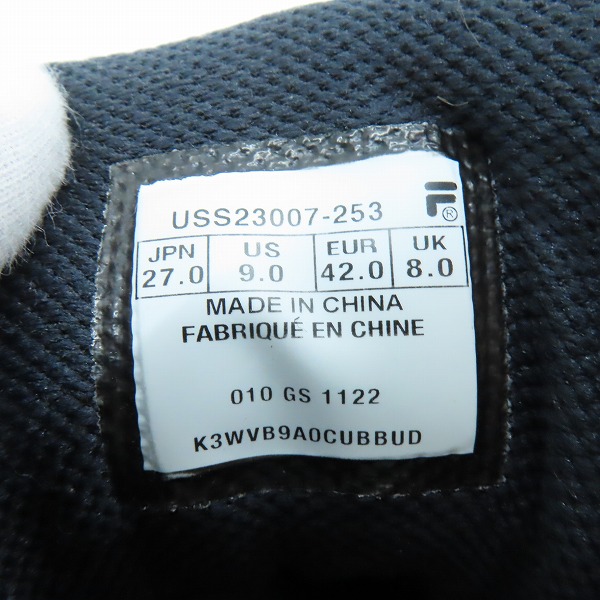 USS23007-253
F®
JPN US EUR UK
27.0 9.0 42.0 8.0
MADE IN CHINA
FABRIQUÉ EN CHINE
010 GS 1122
K3WVB9A0CUBBUD